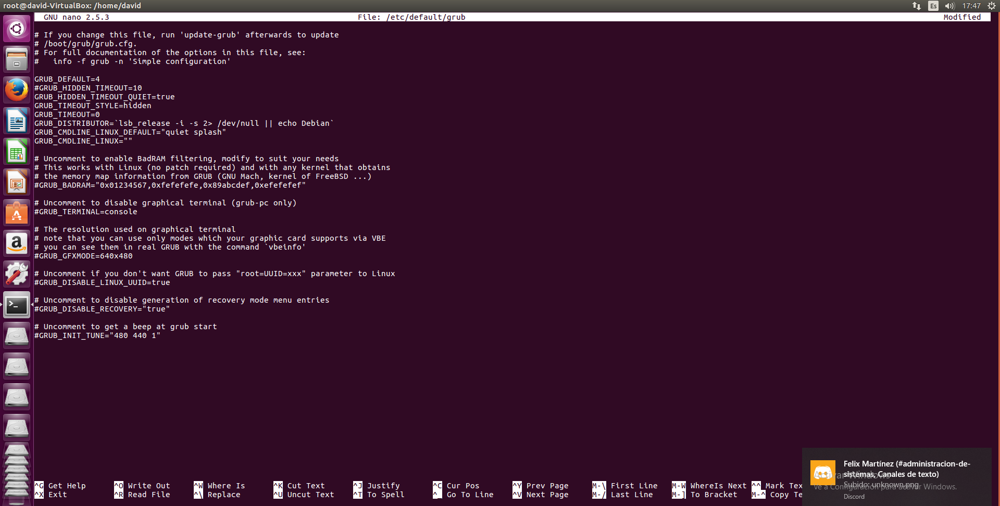 root@david-VirtualBox: /home/david
Es
17:47
GNU nano 2.5.3 File: /etc/default/grub Modified
# If you change this file, run 'update-grub' afterwards to update
# /boot/grub/grub.cfg.
# For full documentation of the options in this file, see:
#   info -f grub -n 'Simple configuration'
GRUB_DEFAULT=4
#GRUB_HIDDEN_TIMEOUT=10
GRUB_HIDDEN_TIMEOUT_QUIET=true
GRUB_TIMEOUT_STYLE=hidden
GRUB_TIMEOUT=0
GRUB_DISTRIBUTOR=`lsb_release -i -s 2> /dev/null || echo Debian`
GRUB_CMDLINE_LINUX_DEFAULT="quiet splash"
GRUB_CMDLINE_LINUX=""
# Uncomment to enable BadRAM filtering, modify to suit your needs
# This works with Linux (no patch required) and with any kernel that obtains
# the memory map information from GRUB (GNU Mach, kernel of FreeBSD ...)
#GRUB_BADRAM="0x01234567,0xfefefefe,0x89abcdef,0xefefefef"
# Uncomment to disable graphical terminal (grub-pc only)
#GRUB_TERMINAL=console
# The resolution used on graphical terminal
# note that you can use only modes which your graphic card supports via VBE
# you can see them in real GRUB with the command `vbeinfo'
#GRUB_GFXMODE=640x480
# Uncomment if you don't want GRUB to pass "root=UUID=xxx" parameter to Linux
#GRUB_DISABLE_LINUX_UUID=true
# Uncomment to disable generation of recovery mode menu entries
#GRUB_DISABLE_RECOVERY="true"
# Uncomment to get a beep at grub start
#GRUB_INIT_TUNE="480 440 1"
^G Get Help ^O Write Out ^W Where Is ^K Cut Text ^J Justify ^C Cur Pos ^Y Prev Page M-\ First Line M-W WhereIs Next ^^ Mark Tex
^X Exit ^R Read File ^\ Replace ^U Uncut Text ^T To Spell ^_ Go To Line ^V Next Page M-/ Last Line M-] To Bracket M-^ Copy Te
Felix Martínez (#administracion-de-
sistemas, Canales de texto)
Subido: unknown.png
Discord
Activar Windows
Ve a Configuración para activar Windows.